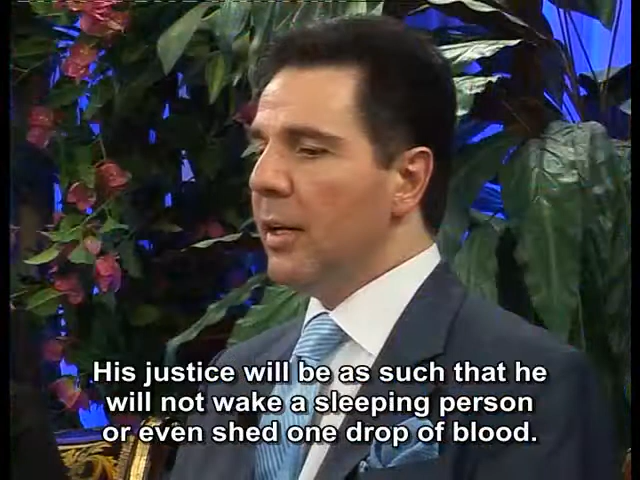 His justice will be as such that he
will not wake a sleeping person
or even shed one drop of blood.